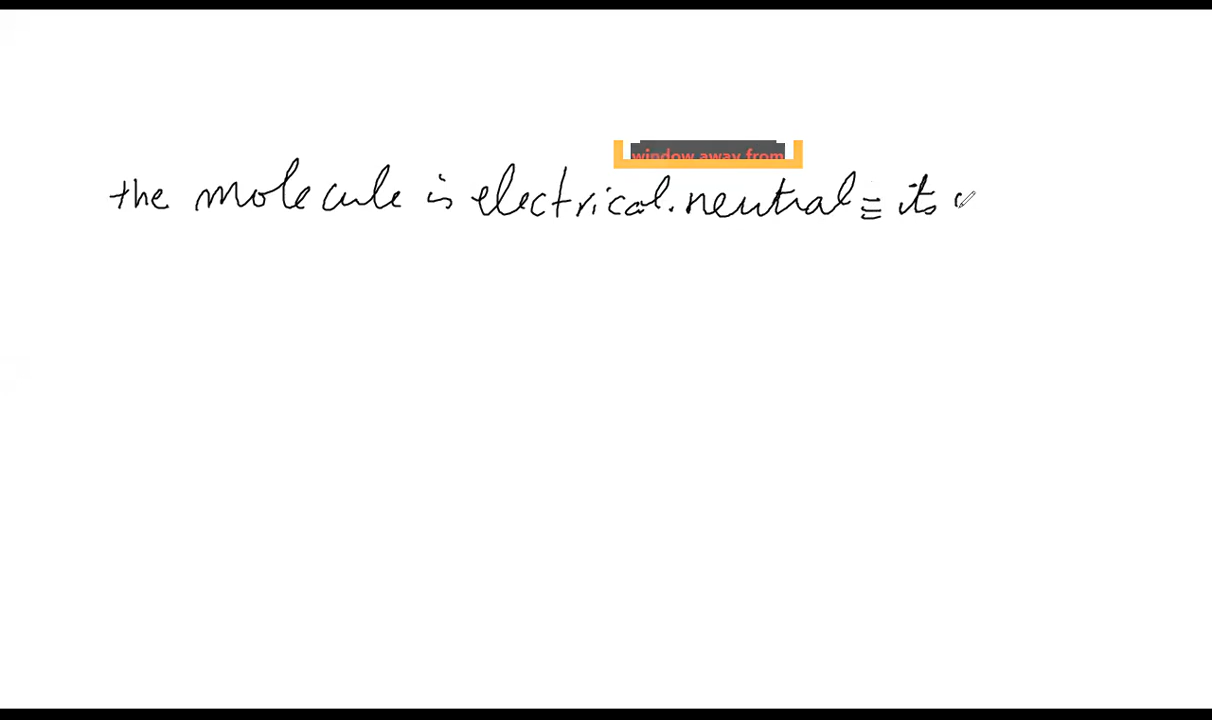 window away from
the molecule is electrical. neutral ≡ its